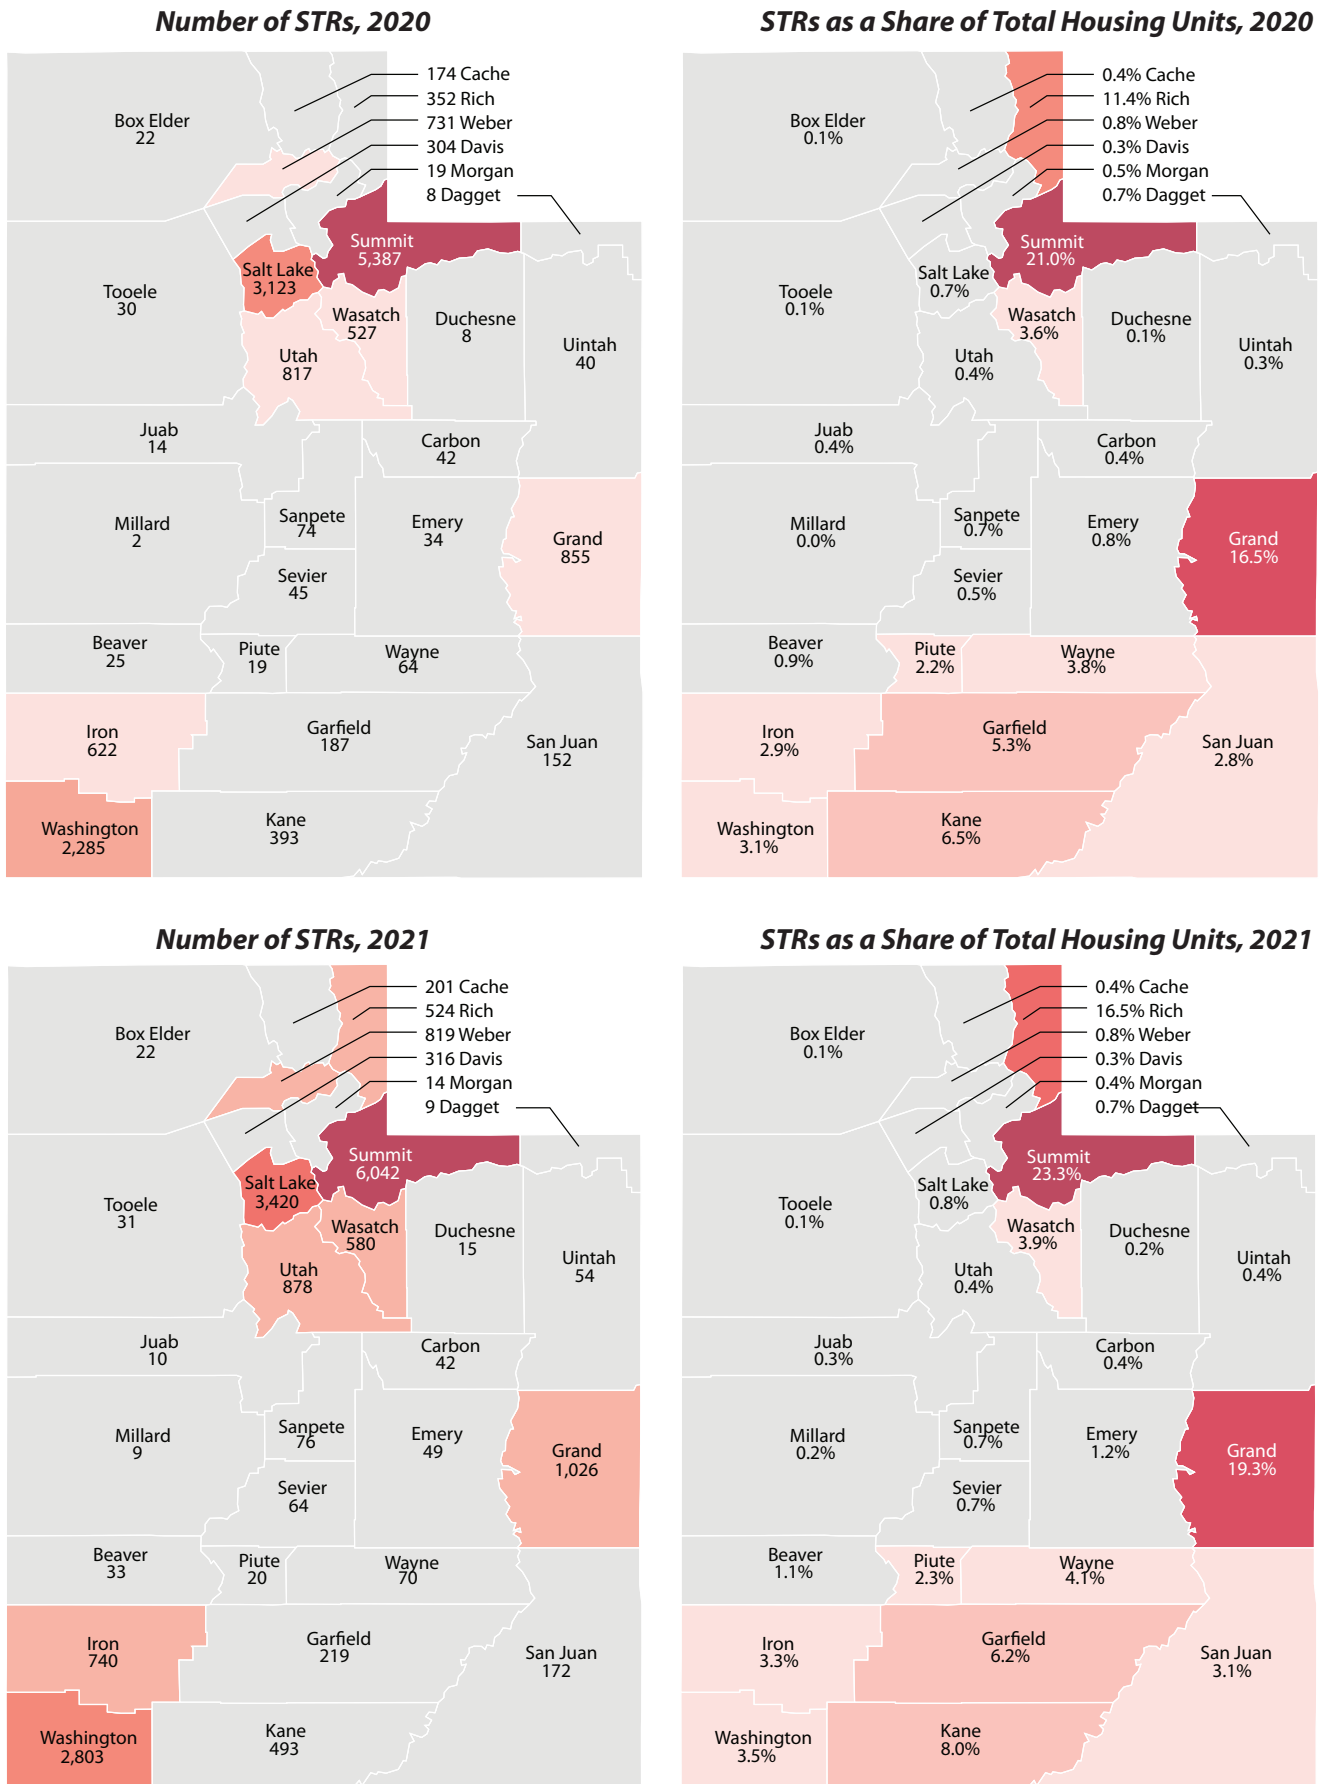 Number of STRs, 2020
174 Cache
352 Rich
731 Weber
304 Davis
19 Morgan
8 Dagget
Box Elder
22
Summit
5,387
Salt Lake
3,123
Tooele
30
Wasatch
527
Duchesne
8
Uintah
40
Utah
817
Juab
14
Carbon
42
Millard
2
Sanpete
74
Emery
34
Grand
855
Sevier
45
Beaver
25
Piute
19
Wayne
64
Iron
622
Garfield
187
San Juan
152
Washington
2,285
Kane
393
STRs as a Share of Total Housing Units, 2020
0.4% Cache
11.4% Rich
0.8% Weber
0.3% Davis
0.5% Morgan
0.7% Dagget
Box Elder
0.1%
Summit
21.0%
Salt Lake
0.7%
Tooele
0.1%
Wasatch
3.6%
Duchesne
0.1%
Uintah
0.3%
Utah
0.4%
Juab
0.4%
Carbon
0.4%
Millard
0.0%
Sanpete
0.7%
Emery
0.8%
Grand
16.5%
Sevier
0.5%
Beaver
0.9%
Piute
2.2%
Wayne
3.8%
Iron
2.9%
Garfield
5.3%
San Juan
2.8%
Washington
3.1%
Kane
6.5%
Number of STRs, 2021
201 Cache
524 Rich
819 Weber
316 Davis
14 Morgan
9 Dagget
Box Elder
22
Summit
6,042
Salt Lake
3,420
Tooele
31
Wasatch
580
Duchesne
15
Uintah
54
Utah
878
Juab
10
Carbon
42
Millard
9
Sanpete
76
Emery
49
Grand
1,026
Sevier
64
Beaver
33
Piute
20
Wayne
70
Iron
740
Garfield
219
San Juan
172
Washington
2,803
Kane
493
STRs as a Share of Total Housing Units, 2021
0.4% Cache
16.5% Rich
0.8% Weber
0.3% Davis
0.4% Morgan
0.7% Dagget
Box Elder
0.1%
Summit
23.3%
Salt Lake
0.8%
Tooele
0.1%
Wasatch
3.9%
Duchesne
0.2%
Uintah
0.4%
Utah
0.4%
Juab
0.3%
Carbon
0.4%
Millard
0.2%
Sanpete
0.7%
Emery
1.2%
Grand
19.3%
Sevier
0.7%
Beaver
1.1%
Piute
2.3%
Wayne
4.1%
Iron
3.3%
Garfield
6.2%
San Juan
3.1%
Washington
3.5%
Kane
8.0%